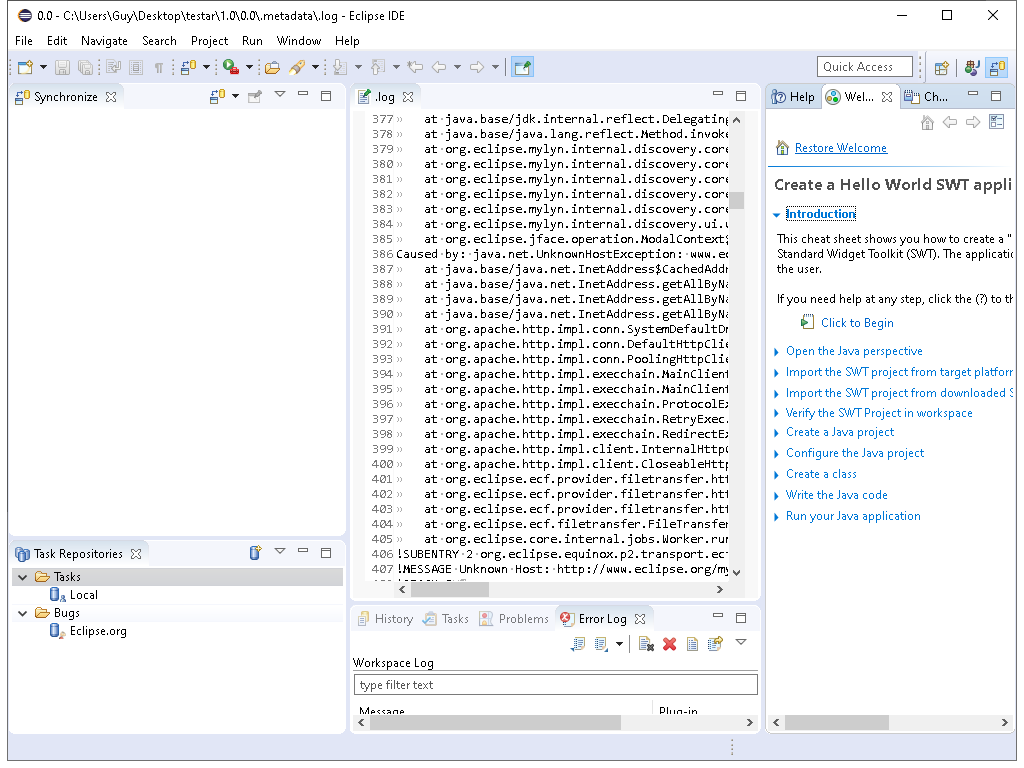 0.0 - C:\Users\Guy\Desktop\testar\1.0\0.0\.metadata\.log - Eclipse IDE
File Edit Navigate Search Project Run Window Help
Quick Access
Synchronize
.log
377 at java.base/jdk.internal.reflect.Delegating
378 at java.base/java.lang.reflect.Method.invoke
379 at org.eclipse.mylyn.internal.discovery.core
380 at org.eclipse.mylyn.internal.discovery.core
381 at org.eclipse.mylyn.internal.discovery.core
382 at org.eclipse.mylyn.internal.discovery.core
383 at org.eclipse.mylyn.internal.discovery.core
384 at org.eclipse.mylyn.internal.discovery.ui.u
385 at org.eclipse.jface.operation.ModalContext$
386 Caused by: java.net.UnknownHostException: www.ec
387 at java.base/java.net.InetAddress$CachedAddr
388 at java.base/java.net.InetAddress.getAllByNa
389 at java.base/java.net.InetAddress.getAllByNa
390 at java.base/java.net.InetAddress.getAllByNa
391 at org.apache.http.impl.conn.SystemDefaultDn
392 at org.apache.http.impl.conn.DefaultHttpClie
393 at org.apache.http.impl.conn.PoolingHttpClie
394 at org.apache.http.impl.execchain.MainClient
395 at org.apache.http.impl.execchain.MainClient
396 at org.apache.http.impl.execchain.ProtocolEx
397 at org.apache.http.impl.execchain.RetryExec.
398 at org.apache.http.impl.execchain.RedirectEx
399 at org.apache.http.impl.client.InternalHttpC
400 at org.apache.http.impl.client.CloseableHttp
401 at org.eclipse.ecf.provider.filetransfer.htt
402 at org.eclipse.ecf.provider.filetransfer.htt
403 at org.eclipse.ecf.provider.filetransfer.htt
404 at org.eclipse.ecf.filetransfer.FileTransfer
405 at org.eclipse.core.internal.jobs.Worker.run
406 !SUBENTRY 2 org.eclipse.equinox.p2.transport.ecf
407 !MESSAGE Unknown Host: http://www.eclipse.org/my
Help Wel... Ch...
Restore Welcome
Create a Hello World SWT appli
Introduction
This cheat sheet shows you how to create a "
Standard Widget Toolkit (SWT). The applicatio
the user.
If you need help at any step, click the (?) to th
Click to Begin
Open the Java perspective
Import the SWT project from target platform
Import the SWT project from downloaded S
Verify the SWT Project in workspace
Create a Java project
Configure the Java project
Create a class
Write the Java code
Run your Java application
Task Repositories
Tasks
Local
Bugs
Eclipse.org
History Tasks Problems Error Log
Workspace Log
type filter text
Message Plug-in